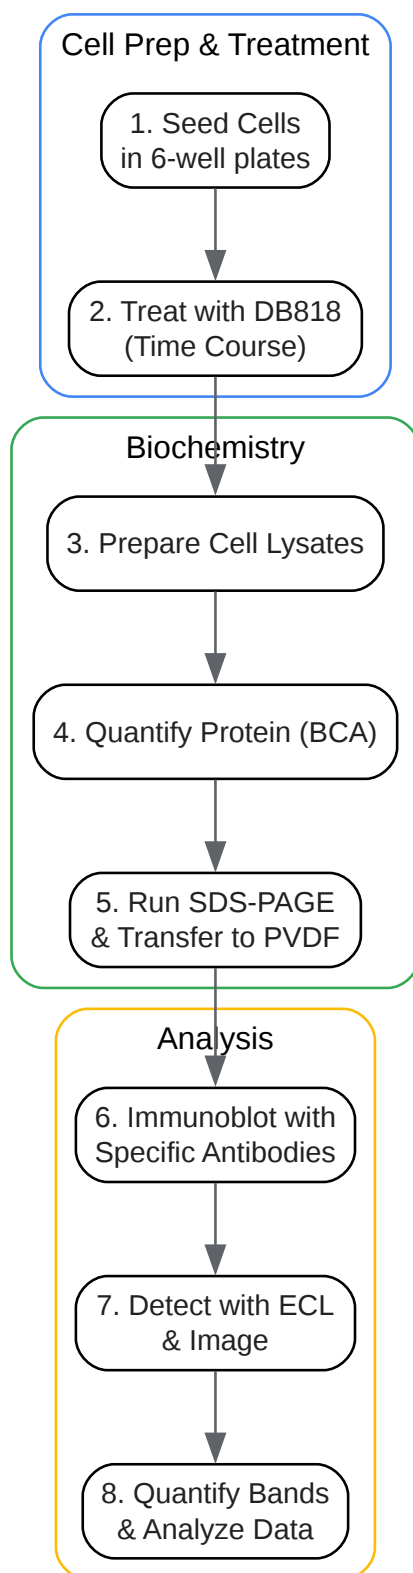 Cell Prep & Treatment
1. Seed Cells
in 6-well plates
2. Treat with DB818
(Time Course)
Biochemistry
3. Prepare Cell Lysates
4. Quantify Protein (BCA)
5. Run SDS-PAGE
& Transfer to PVDF
Analysis
6. Immunoblot with
Specific Antibodies
7. Detect with ECL
& Image
8. Quantify Bands
& Analyze Data